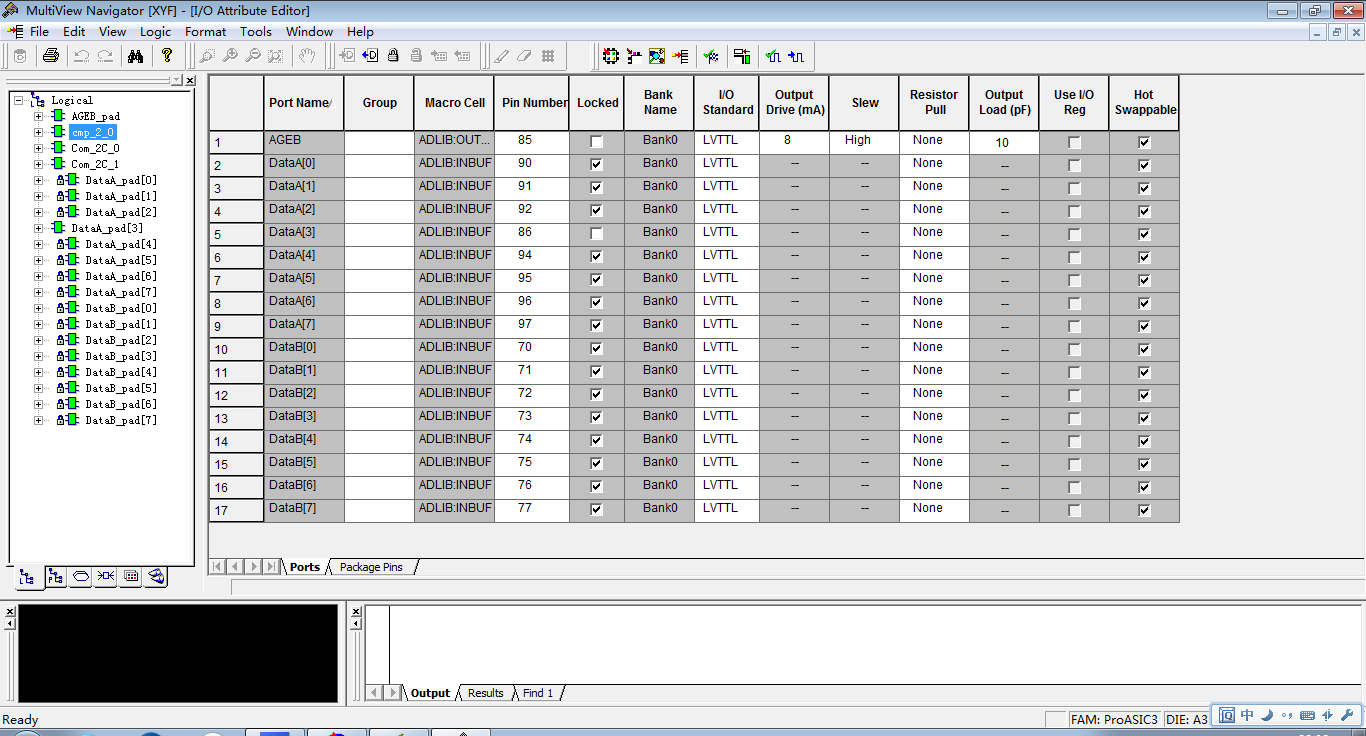 MultiView Navigator [XYF] - [I/O Attribute Editor]
File Edit View Logic Format Tools Window Help
Logical
AGEB_pad
cmp_2_0
Com_2C_0
Com_2C_1
DataA_pad[0]
DataA_pad[1]
DataA_pad[2]
DataA_pad[3]
DataA_pad[4]
DataA_pad[5]
DataA_pad[6]
DataA_pad[7]
DataB_pad[0]
DataB_pad[1]
DataB_pad[2]
DataB_pad[3]
DataB_pad[4]
DataB_pad[5]
DataB_pad[6]
DataB_pad[7]
Port Name/ Group Macro Cell Pin Number Locked Bank Name I/O Standard Output Drive (mA) Slew Resistor Pull Output Load (pF) Use I/O Reg Hot Swappable
1 AGEB ADLIB:OUT... 85 Bank0 LVTTL 8 High None 10
2 DataA[0] ADLIB:INBUF 90 Bank0 LVTTL -- -- None --
3 DataA[1] ADLIB:INBUF 91 Bank0 LVTTL -- -- None --
4 DataA[2] ADLIB:INBUF 92 Bank0 LVTTL -- -- None --
5 DataA[3] ADLIB:INBUF 86 Bank0 LVTTL -- -- None --
6 DataA[4] ADLIB:INBUF 94 Bank0 LVTTL -- -- None --
7 DataA[5] ADLIB:INBUF 95 Bank0 LVTTL -- -- None --
8 DataA[6] ADLIB:INBUF 96 Bank0 LVTTL -- -- None --
9 DataA[7] ADLIB:INBUF 97 Bank0 LVTTL -- -- None --
10 DataB[0] ADLIB:INBUF 70 Bank0 LVTTL -- -- None --
11 DataB[1] ADLIB:INBUF 71 Bank0 LVTTL -- -- None --
12 DataB[2] ADLIB:INBUF 72 Bank0 LVTTL -- -- None --
13 DataB[3] ADLIB:INBUF 73 Bank0 LVTTL -- -- None --
14 DataB[4] ADLIB:INBUF 74 Bank0 LVTTL -- -- None --
15 DataB[5] ADLIB:INBUF 75 Bank0 LVTTL -- -- None --
16 DataB[6] ADLIB:INBUF 76 Bank0 LVTTL -- -- None --
17 DataB[7] ADLIB:INBUF 77 Bank0 LVTTL -- -- None --
Ports Package Pins
Output Results Find 1
Ready FAM: ProASIC3 DIE: A3 中